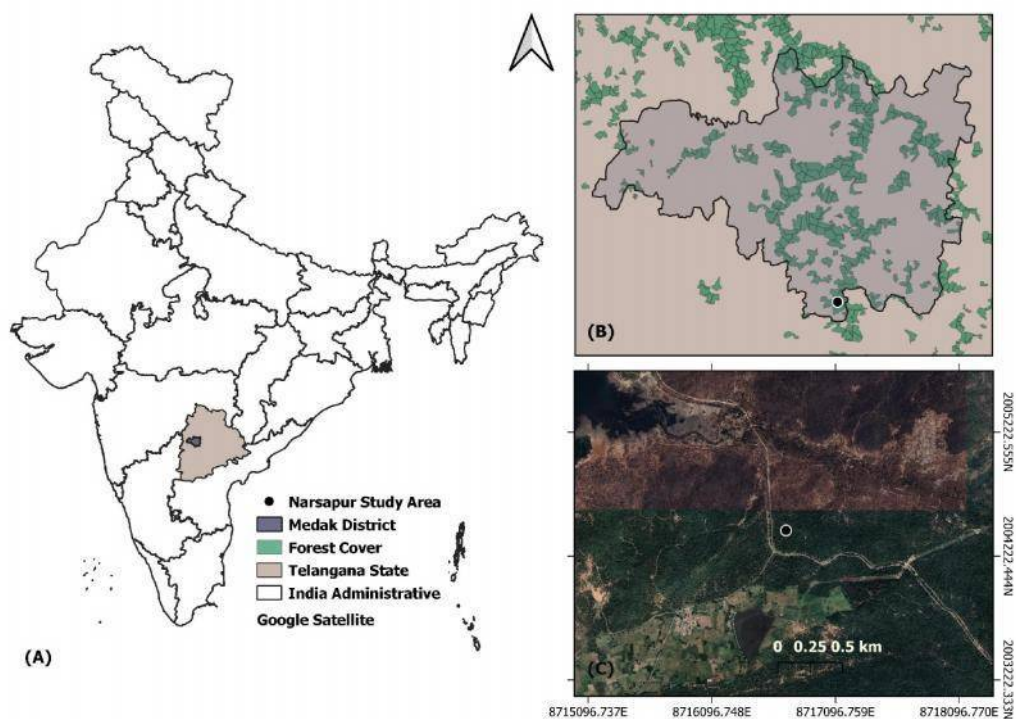 (A)
Narsapur Study Area
Medak District
Forest Cover
Telangana State
India Administrative
Google Satellite
(B)
(C)
0 0.25 0.5 km
2005222.555N
2004222.444N
2003222.333N
8715096.737E
8716096.748E
8717096.759E
8718096.770E